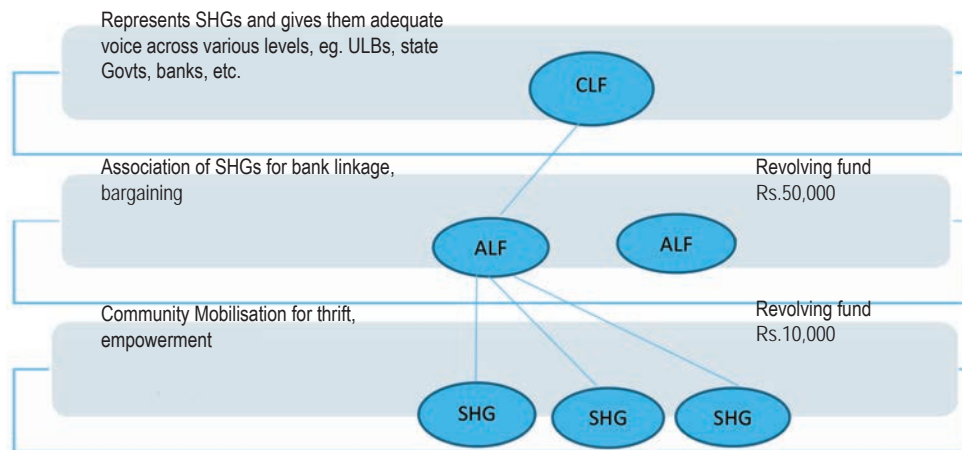 Represents SHGs and gives them adequate
voice across various levels, eg. ULBs, state
Govts, banks, etc.
CLF
Association of SHGs for bank linkage,
bargaining
Revolving fund
Rs.50,000
ALF
ALF
Community Mobilisation for thrift,
empowerment
Revolving fund
Rs.10,000
SHG
SHG
SHG